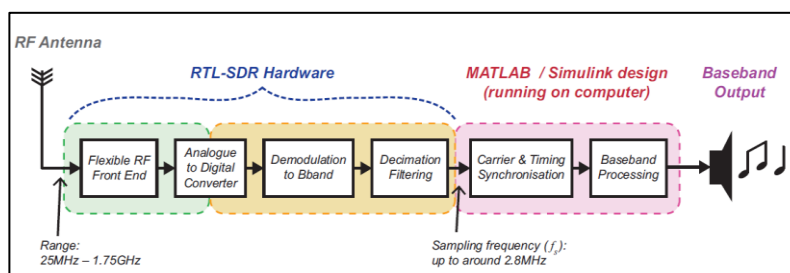 RF Antenna
RTL-SDR Hardware
MATLAB / Simulink design
(running on computer)
Baseband
Output
Flexible RF
Front End
Analogue
to Digital
Converter
Demodulation
to Bband
Decimation
Filtering
Carrier & Timing
Synchronisation
Baseband
Processing
Range:
25MHz – 1.75GHz
Sampling frequency (fs):
up to around 2.8MHz